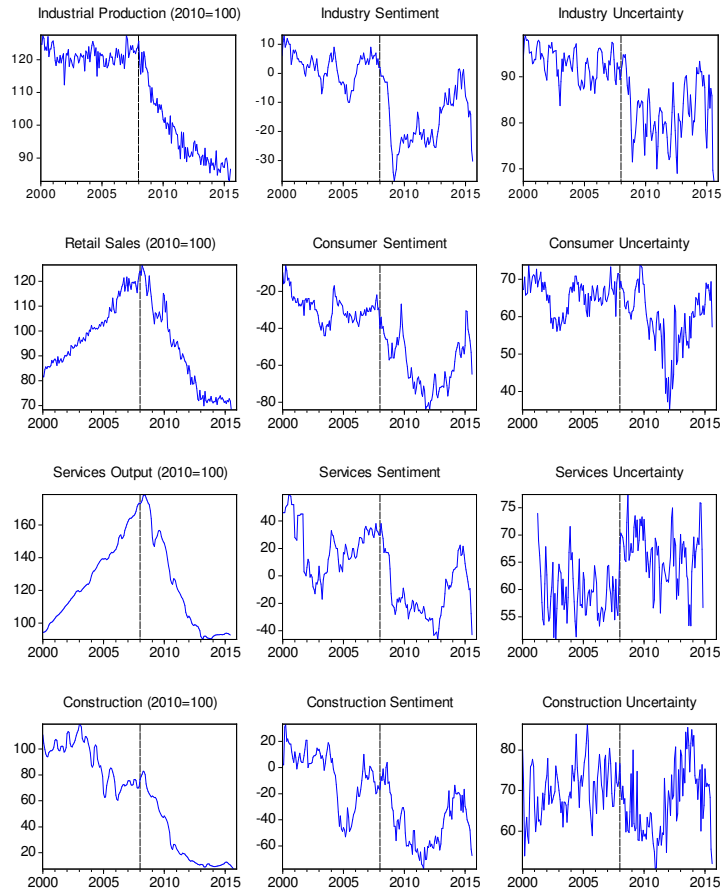 Industrial Production (2010=100)
120
110
100
90
2000 2005 2010 2015
Industry Sentiment
10
0
-10
-20
-30
2000 2005 2010 2015
Industry Uncertainty
90
80
70
2000 2005 2010 2015
Retail Sales (2010=100)
120
110
100
90
80
70
2000 2005 2010 2015
Consumer Sentiment
-20
-40
-60
-80
2000 2005 2010 2015
Consumer Uncertainty
70
60
50
40
2000 2005 2010 2015
Services Output (2010=100)
160
140
120
100
2000 2005 2010 2015
Services Sentiment
40
20
0
-20
-40
2000 2005 2010 2015
Services Uncertainty
75
70
65
60
55
2000 2005 2010 2015
Construction (2010=100)
100
80
60
40
20
2000 2005 2010 2015
Construction Sentiment
20
0
-20
-40
-60
2000 2005 2010 2015
Construction Uncertainty
80
70
60
2000 2005 2010 2015